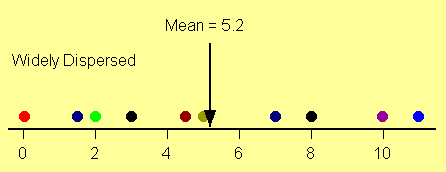 Mean = 5.2
Widely Dispersed
0 2 4 6 8 10